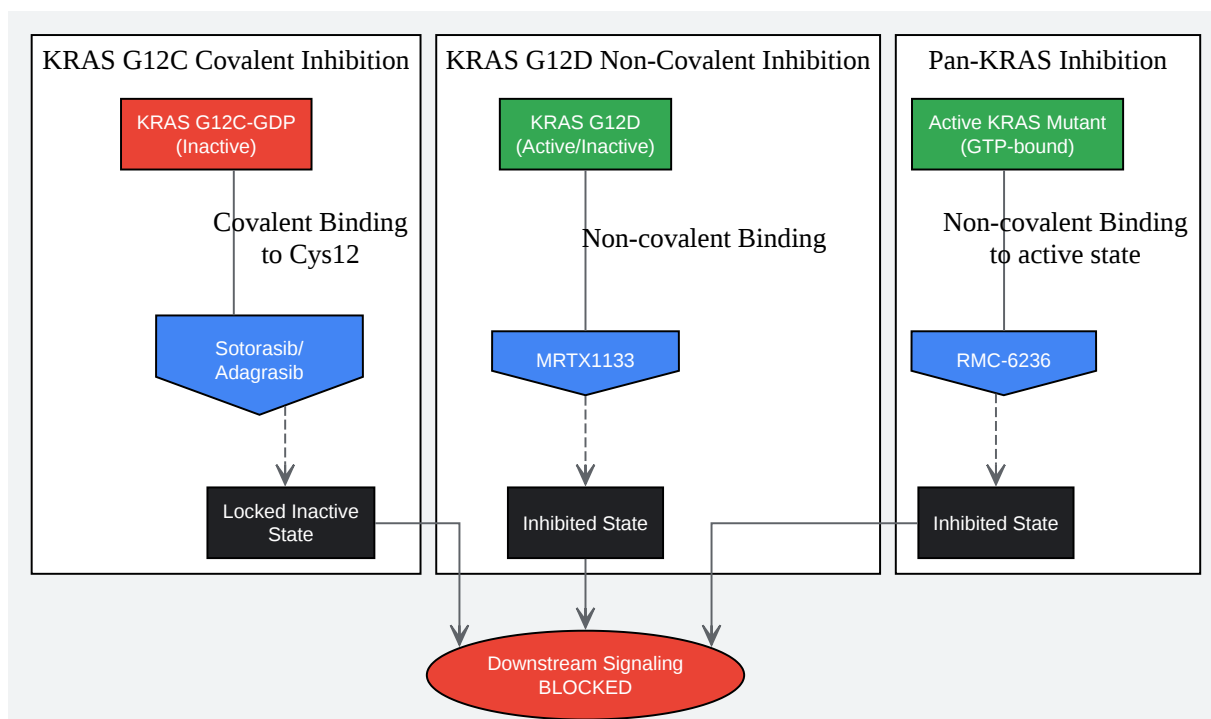 KRAS G12C Covalent Inhibition
KRAS G12C-GDP
(Inactive)
Covalent Binding
to Cys12
Sotorasib/
Adagrasib
Locked Inactive
State
KRAS G12D Non-Covalent Inhibition
KRAS G12D
(Active/Inactive)
Non-covalent Binding
MRTX1133
Inhibited State
Pan-KRAS Inhibition
Active KRAS Mutant
(GTP-bound)
Non-covalent Binding
to active state
RMC-6236
Inhibited State
Downstream Signaling
BLOCKED